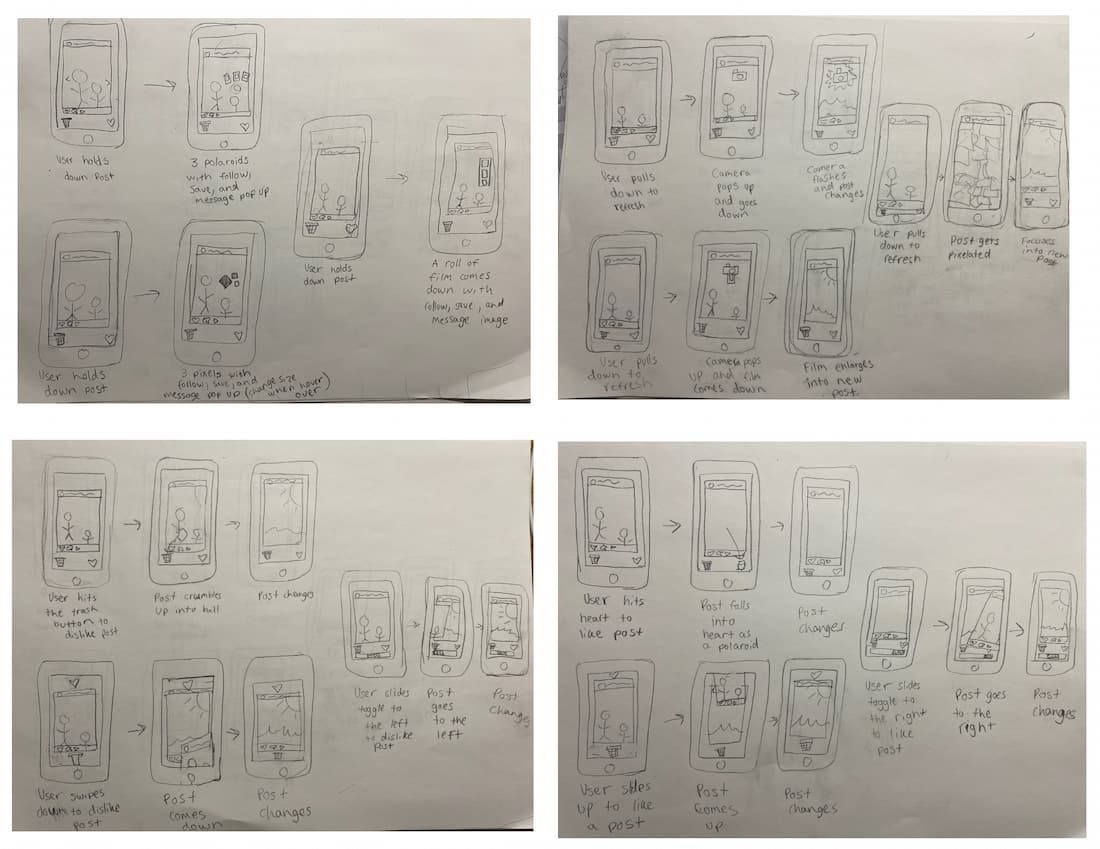 User holds
down post
3 polaroids
with follow,
save, and
message pop up
User holds
down post
A roll of
film comes
down with
follow, save, and
message image
User holds
down post
3 pixels with
follow, save, and
message pop up (change size
when hover
over)
User pulls
down to
refresh
Camera
pops up
and goes
down
Camera
flashes
and post
changes
User pulls
down to
refresh
Post gets
pixelated
Focuses
into new
post
User pulls
down to
refresh
Camera pops
up and film
comes down
Film enlarges
into new
post
User hits
the trash
button to
dislike post
Post crumbles
up into ball
Post changes
User slides
toggle to
the left
to dislike
post
Post
goes
to the
left
Post
changes
User swipes
down to dislike
post
Post
comes
down
Post
changes
User hits
heart to
like post
Post falls
into
heart as
a polaroid
Post
changes
User slides
toggle to
the right
to like
post
Post goes
to the
right
Post
changes
User slides
up to like
a post
Post
comes
up
Post
changes